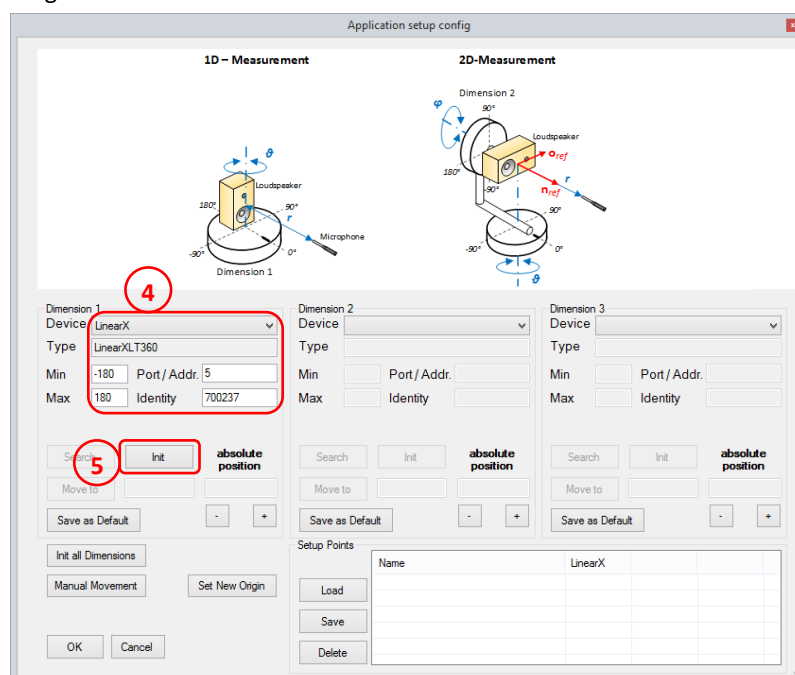 Application setup config
x
1D – Measurement
2D-Measurement
ϑ
Loudspeaker
180°
90°
r
Microphone
-90°
0°
Dimension 1
Dimension 2
φ
90°
Loudspeaker
oref
180°
-90°
nref
r
90°
-90°
0°
ϑ
4
Dimension 1
Device LinearX
Type LinearXLT360
Min -180 Port / Addr. 5
Max 180 Identity 700237
Search Init absolute position
5
Move to
Save as Default - +
Dimension 2
Device
Type
Min Port / Addr.
Max Identity
Search Init absolute position
Move to
Save as Default - +
Dimension 3
Device
Type
Min Port / Addr.
Max Identity
Search Init absolute position
Move to
Save as Default - +
Init all Dimensions
Manual Movement Set New Origin
OK Cancel
Setup Points
Name LinearX
Load
Save
Delete